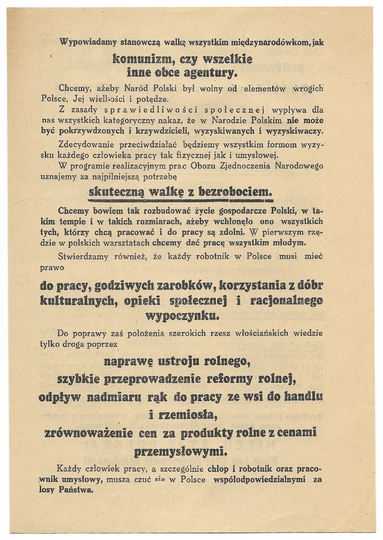 Wypowiadamy stanowczą walkę wszystkim międzynarodówkom, jak
komunizm, czy wszelkie
inne obce agentury.
Chcemy, ażeby Naród Polski był wolny od elementów wrogich
Polsce, Jej wielkości i potędze.
Z zasady sprawiedliwości społecznej wypływa dla
nas wszystkich kategoryczny nakaz, że w Narodzie Polskim nie może
być pokrzywdzonych i krzywdzicieli, wyzyskiwanych i wyzyskiwaczy.
Zdecydowanie przeciwdziałać będziemy wszystkim formom wyzy-
sku każdego człowieka pracy tak fizycznej jak i umysłowej.
W programie realizacyjnym prac Obozu Zjednoczenia Narodowego
uznajemy za najpilniejszą potrzebę
skuteczną walkę z bezrobociem.
Chcemy bowiem tak rozbudować życie gospodarcze Polski, w ta-
kim tempie i w takich rozmiarach, ażeby wchłonęło ono wszystkich
tych, którzy chcą pracować i do pracy są zdolni. W pierwszym rzę-
dzie w polskich warsztatach chcemy dać pracę wszystkim młodym.
Stwierdzamy również, że każdy robotnik w Polsce musi mieć
prawo
do pracy, godziwych zarobków, korzystania z dóbr
kulturalnych, opieki społecznej i racjonalnego
wypoczynku.
Do poprawy zaś położenia szerokich rzesz włościańskich wiedzie
tylko droga poprzez
naprawę ustroju rolnego,
szybkie przeprowadzenie reformy rolnej,
odpływ nadmiaru rąk do pracy ze wsi do handlu
i rzemiosła,
zrównoważenie cen za produkty rolne z cenami
przemysłowymi.
Każdy człowiek pracy, a szczególnie chłop i robotnik oraz praco-
wnik umysłowy, muszą czuć się w Polsce współodpowiedzialnymi za
losy Państwa.